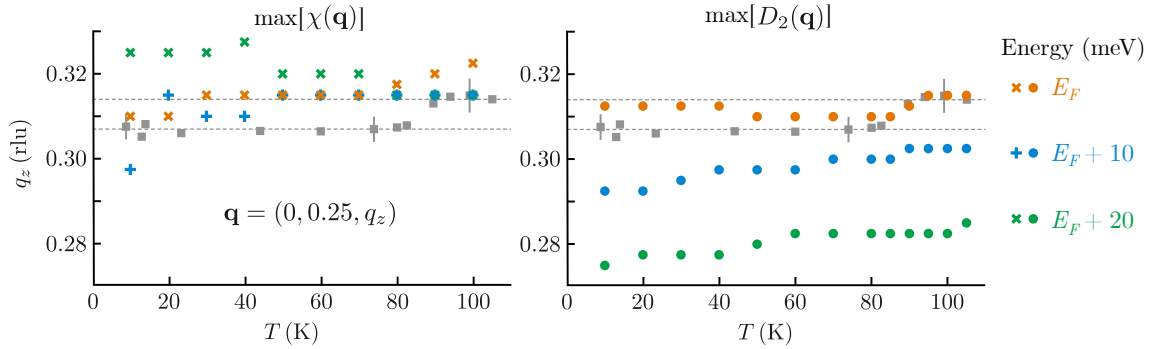 max[χ(q)]
max[D₂(q)]
q_z (rlu)
0.32
0.30
0.28
q = (0, 0.25, q_z)
0 20 40 60 80 100
T (K)
0 20 40 60 80 100
T (K)
Energy (meV)
E_F
E_F + 10
E_F + 20